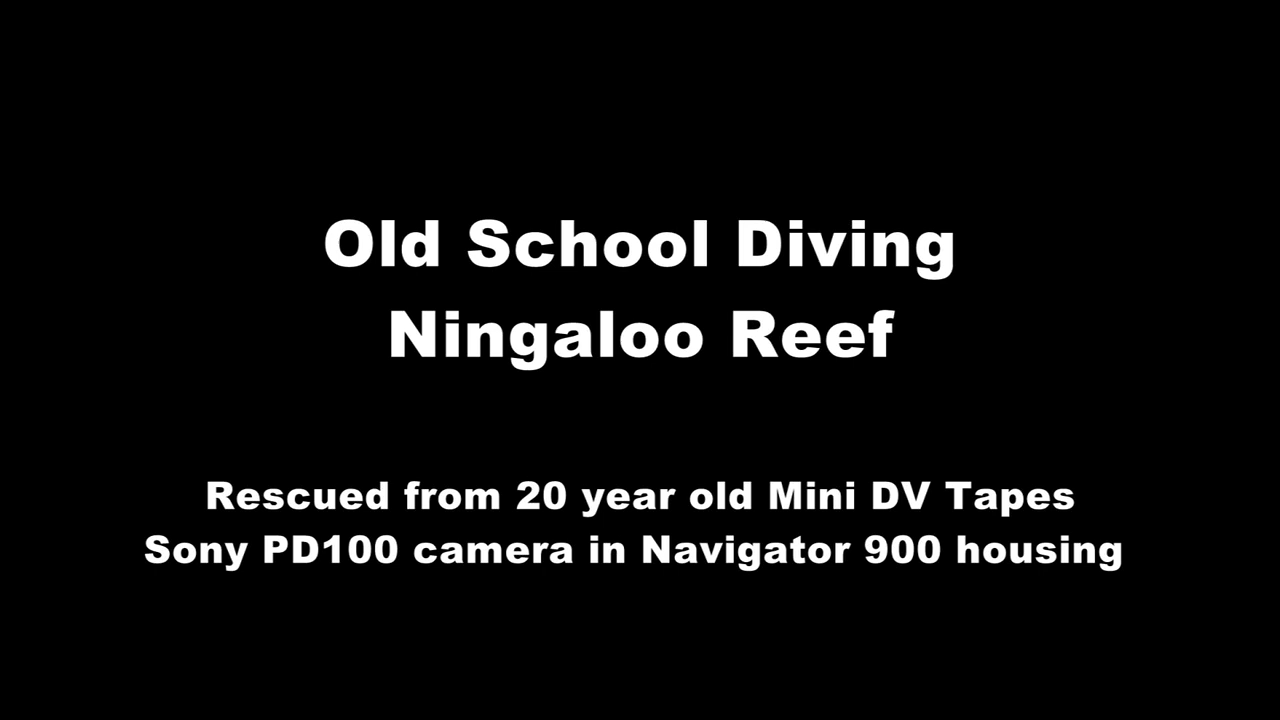 Old School Diving
Ningaloo Reef
Rescued from 20 year old Mini DV Tapes
Sony PD100 camera in Navigator 900 housing